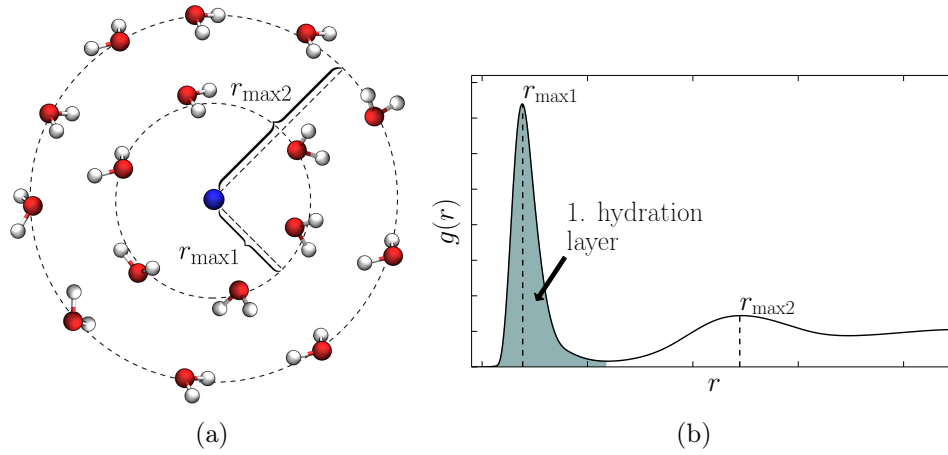 r_max2
r_max1
(a)
r_max1
1. hydration
layer
r_max2
g(r)
r
(b)